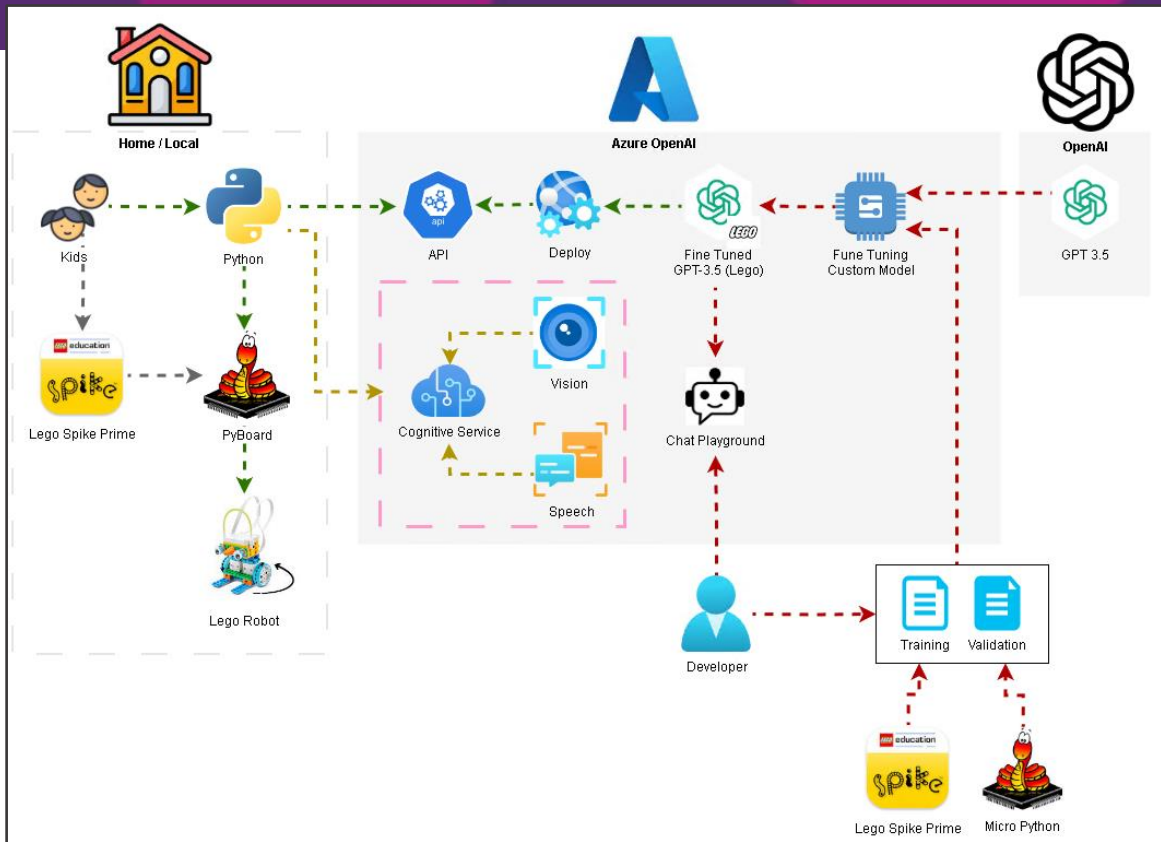 Home / Local
Azure OpenAI
OpenAI
Kids
Python
api
API
Deploy
LEGO
Fine Tuned
GPT-3.5 (Lego)
Fune Tuning
Custom Model
GPT 3.5
education
spike
Lego Spike Prime
PyBoard
Cognitive Service
Vision
Chat Playground
Speech
Lego Robot
Developer
Training
Validation
education
spike
Lego Spike Prime
Micro Python